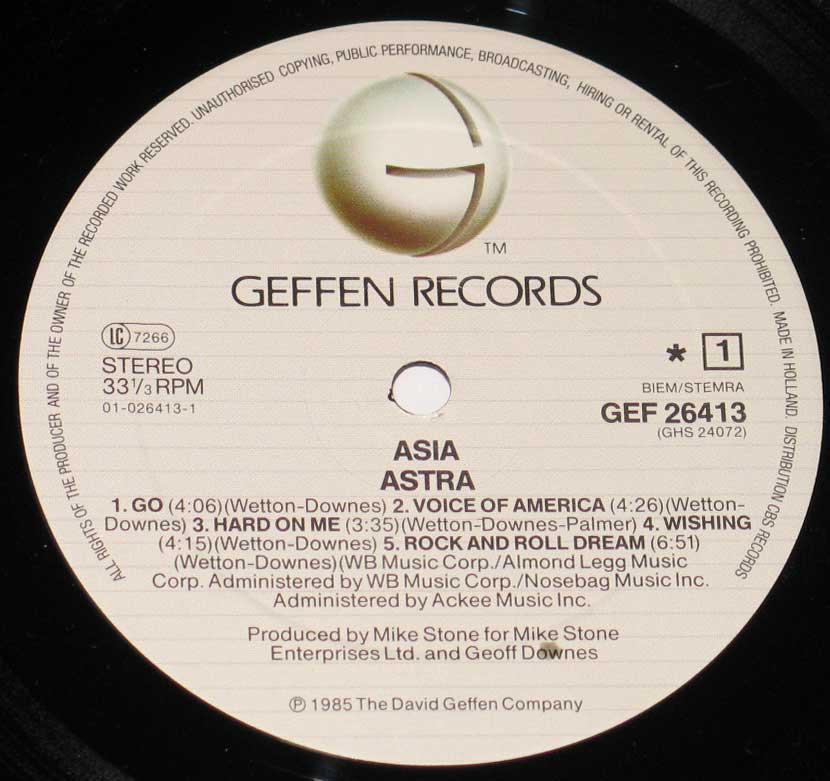 ALL RIGHTS OF THE PRODUCER AND OF THE OWNER OF THE RECORDED WORK RESERVED. UNAUTHORISED COPYING, PUBLIC PERFORMANCE, BROADCASTING, HIRING OR RENTAL OF THIS RECORDING PROHIBITED. MADE IN HOLLAND. DISTRIBUTION CBS RECORDS
TM
GEFFEN RECORDS
LC 7266
STEREO
33 1/3 RPM
01-026413-1
* 1
BIEM/STEMRA
GEF 26413
(GHS 24072)
ASIA
ASTRA
1. GO (4:06)(Wetton-Downes) 2. VOICE OF AMERICA (4:26)(Wetton-
Downes) 3. HARD ON ME (3:35)(Wetton-Downes-Palmer) 4. WISHING
(4:15)(Wetton-Downes) 5. ROCK AND ROLL DREAM (6:51)
(Wetton-Downes)(WB Music Corp./Almond Legg Music
Corp. Administered by WB Music Corp./Nosebag Music Inc.
Administered by Ackee Music Inc.
Produced by Mike Stone for Mike Stone
Enterprises Ltd. and Geoff Downes
℗ 1985 The David Geffen Company